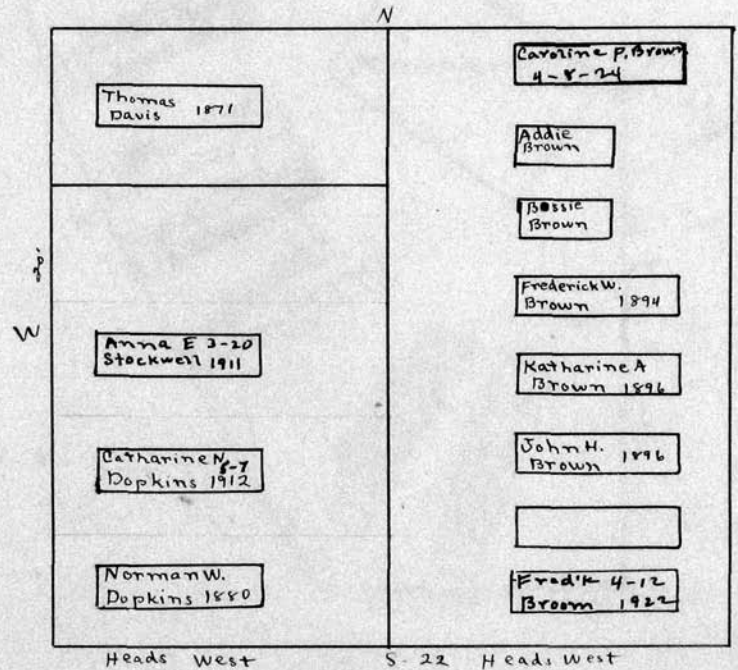 N
Thomas
Davis 1871
Caroline P. Brown
4-8-24
Addie
Brown
Bessie
Brown
Frederick W.
Brown 1894
W
Anna E 3-20
Stockwell 1911
Katharine A
Brown 1896
Catharine N.
Dopkins 1912
John H.
Brown 1896
Norman W.
Dopkins 1880
Fred'k 4-12
Broom 1922
Heads West
S-22 Heads West